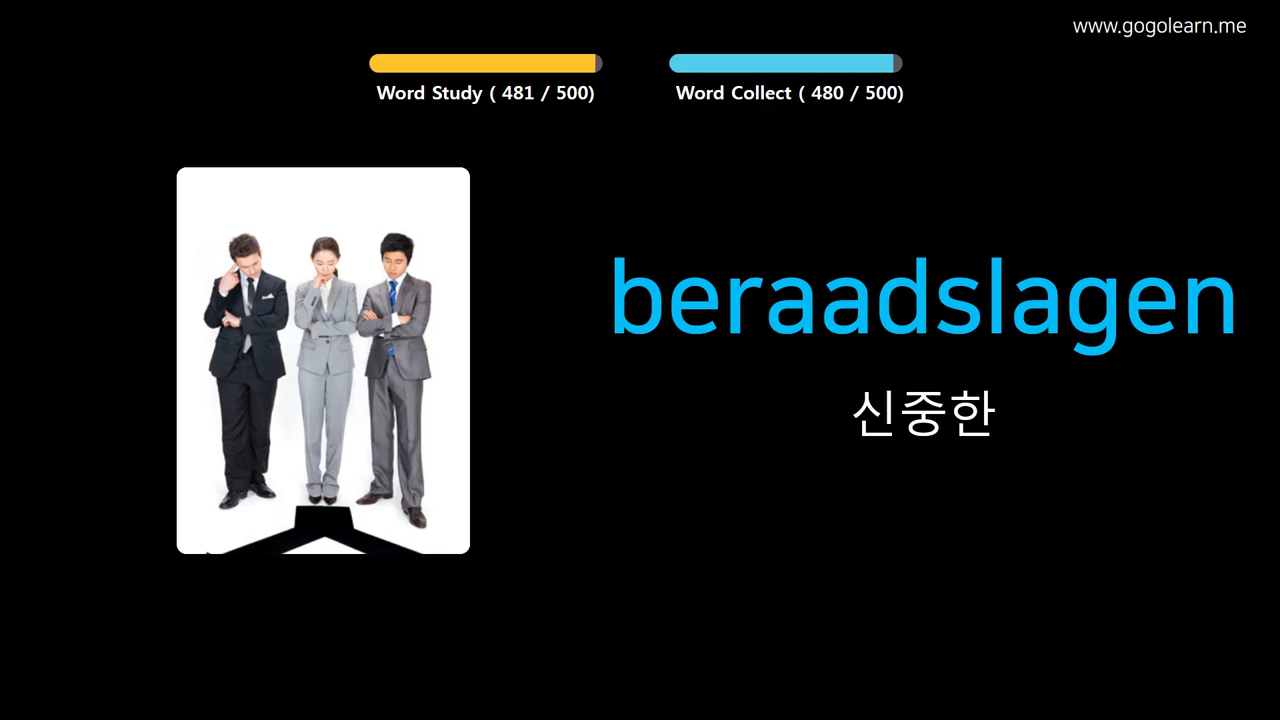 www.gogolearn.me
Word Study ( 481 / 500)
Word Collect ( 480 / 500)
beraadslagen
신중한